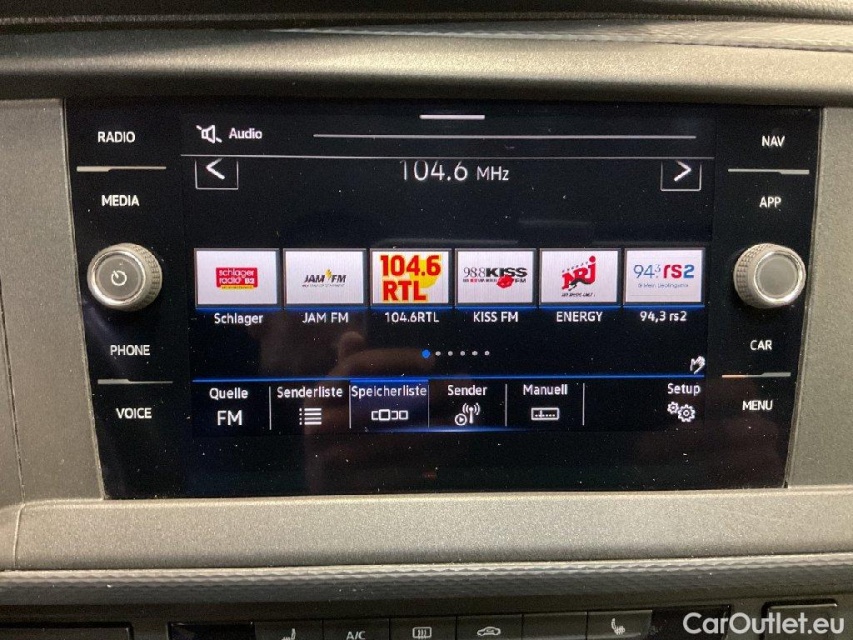 RADIO
Audio
NAV
104.6 MHz
MEDIA
APP
schlager
radio
JAM FM
104.6
RTL
98.8 KISS
NRJ
94,3 rs2
Schlager
JAM FM
104.6RTL
KISS FM
ENERGY
94,3 rs2
PHONE
CAR
Quelle
Senderliste
Speicherliste
Sender
Manuell
Setup
FM
VOICE
MENU
A/C
CarOutlet.eu